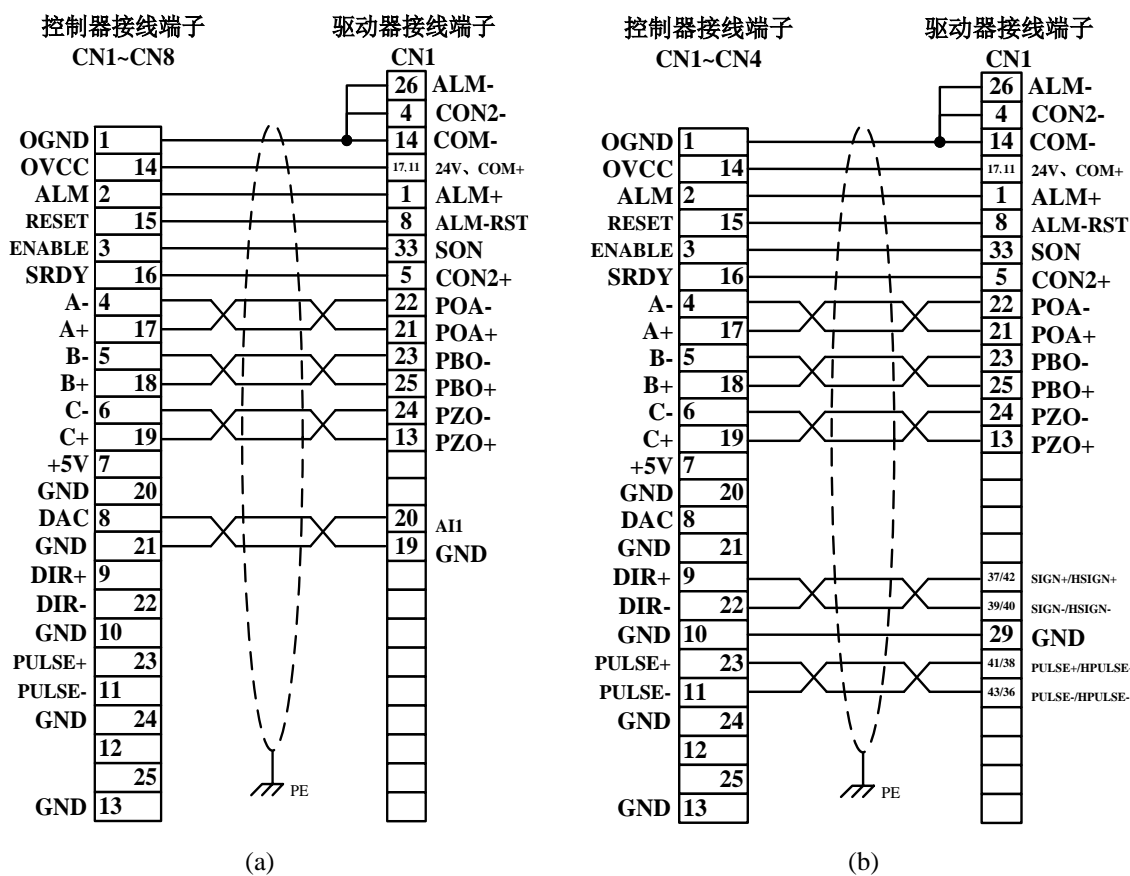 控制器接线端子 驱动器接线端子
CN1~CN8 CN1
26 ALM-
4 CON2-
OGND 1 14 COM-
OVCC 14 17.11 24V、COM+
ALM 2 1 ALM+
RESET 15 8 ALM-RST
ENABLE 3 33 SON
SRDY 16 5 CON2+
A- 4 22 POA-
A+ 17 21 POA+
B- 5 23 PBO-
B+ 18 25 PBO+
C- 6 24 PZO-
C+ 19 13 PZO+
+5V 7
GND 20
DAC 8 20 AI1
GND 21 19 GND
DIR+ 9
DIR- 22
GND 10
PULSE+ 23
PULSE- 11
GND 24
12
25
GND 13
PE
(a)
控制器接线端子 驱动器接线端子
CN1~CN4 CN1
26 ALM-
4 CON2-
OGND 1 14 COM-
OVCC 14 17.11 24V、COM+
ALM 2 1 ALM+
RESET 15 8 ALM-RST
ENABLE 3 33 SON
SRDY 16 5 CON2+
A- 4 22 POA-
A+ 17 21 POA+
B- 5 23 PBO-
B+ 18 25 PBO+
C- 6 24 PZO-
C+ 19 13 PZO+
+5V 7
GND 20
DAC 8
GND 21
DIR+ 9 37/42 SIGN+/HSIGN+
DIR- 22 39/40 SIGN-/HSIGN-
GND 10 29 GND
PULSE+ 23 41/38 PULSE+/HPULSE
PULSE- 11 43/36 PULSE-/HPULSE-
GND 24
12
25
GND 13
PE
(b)